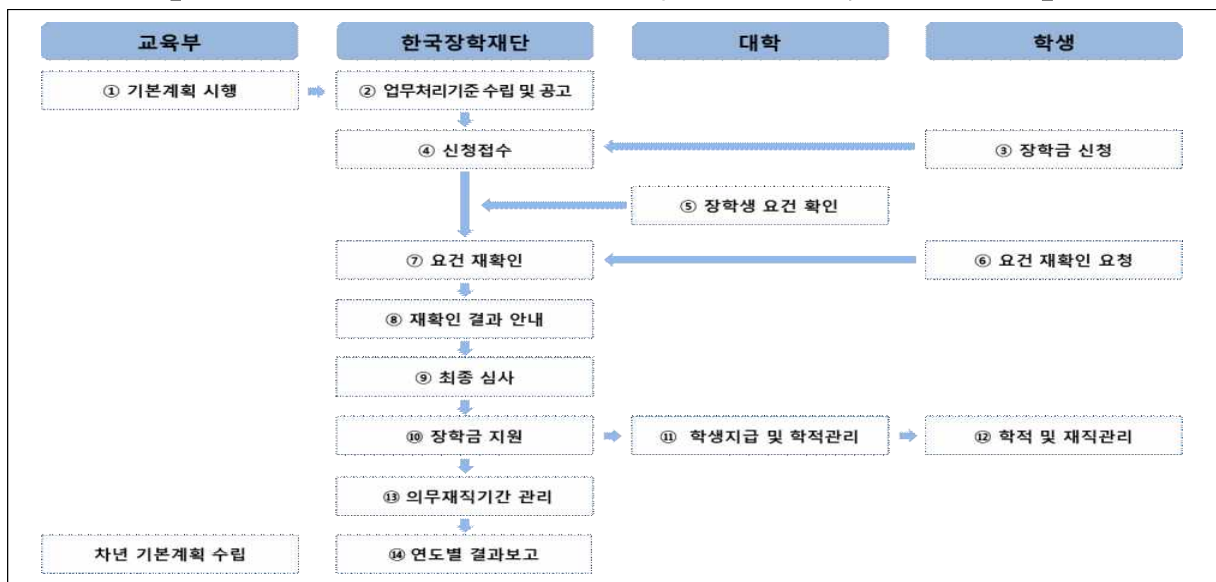 교육부 한국장학재단 대학 학생
① 기본계획 시행 ② 업무처리기준 수립 및 공고
④ 신청접수 ③ 장학금 신청
⑤ 장학생 요건 확인
⑦ 요건 재확인 ⑥ 요건 재확인 요청
⑧ 재확인 결과 안내
⑨ 최종 심사
⑩ 장학금 지원 ⑪ 학생지급 및 학적관리 ⑫ 학적 및 재직관리
⑬ 의무재직기간 관리
차년 기본계획 수립 ⑭ 연도별 결과보고